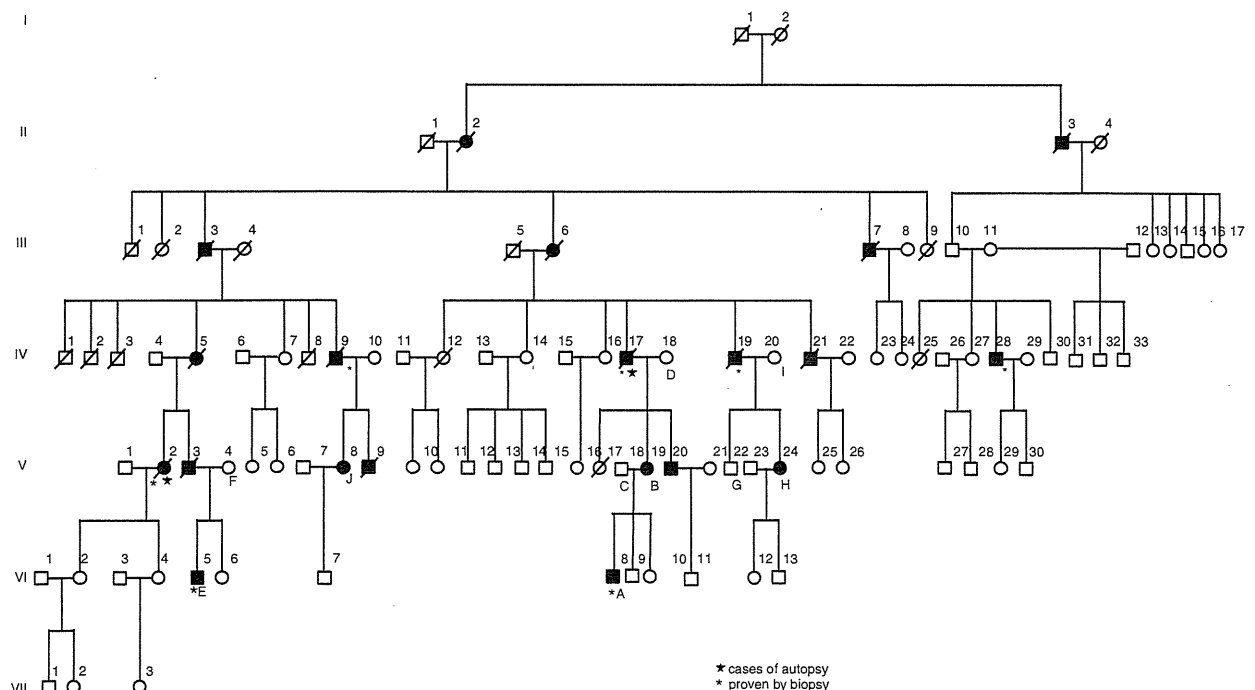 I
1 2
II
1 2 3 4
III
1 2 3 4 5 6 7 8 9 10 11 12 13 14 15 16 17
IV
1 2 3 4 5 6 7 8 9 10 11 12 13 14 15 16 17 18 19 20 21 22 23 24 25 26 27 28 29 30 31 32 33
* * ★ D * I *
V
1 2 3 4 5 6 7 8 9 10 11 12 13 14 15 16 17 18 19 20 21 22 23 24 25 26 27 28 29 30
* ★ F J C B G H
VI
1 2 3 4 5 6 7 8 9 10 11 12 13
*E *A
VII
1 2 3
★ cases of autopsy
* proven by biopsy